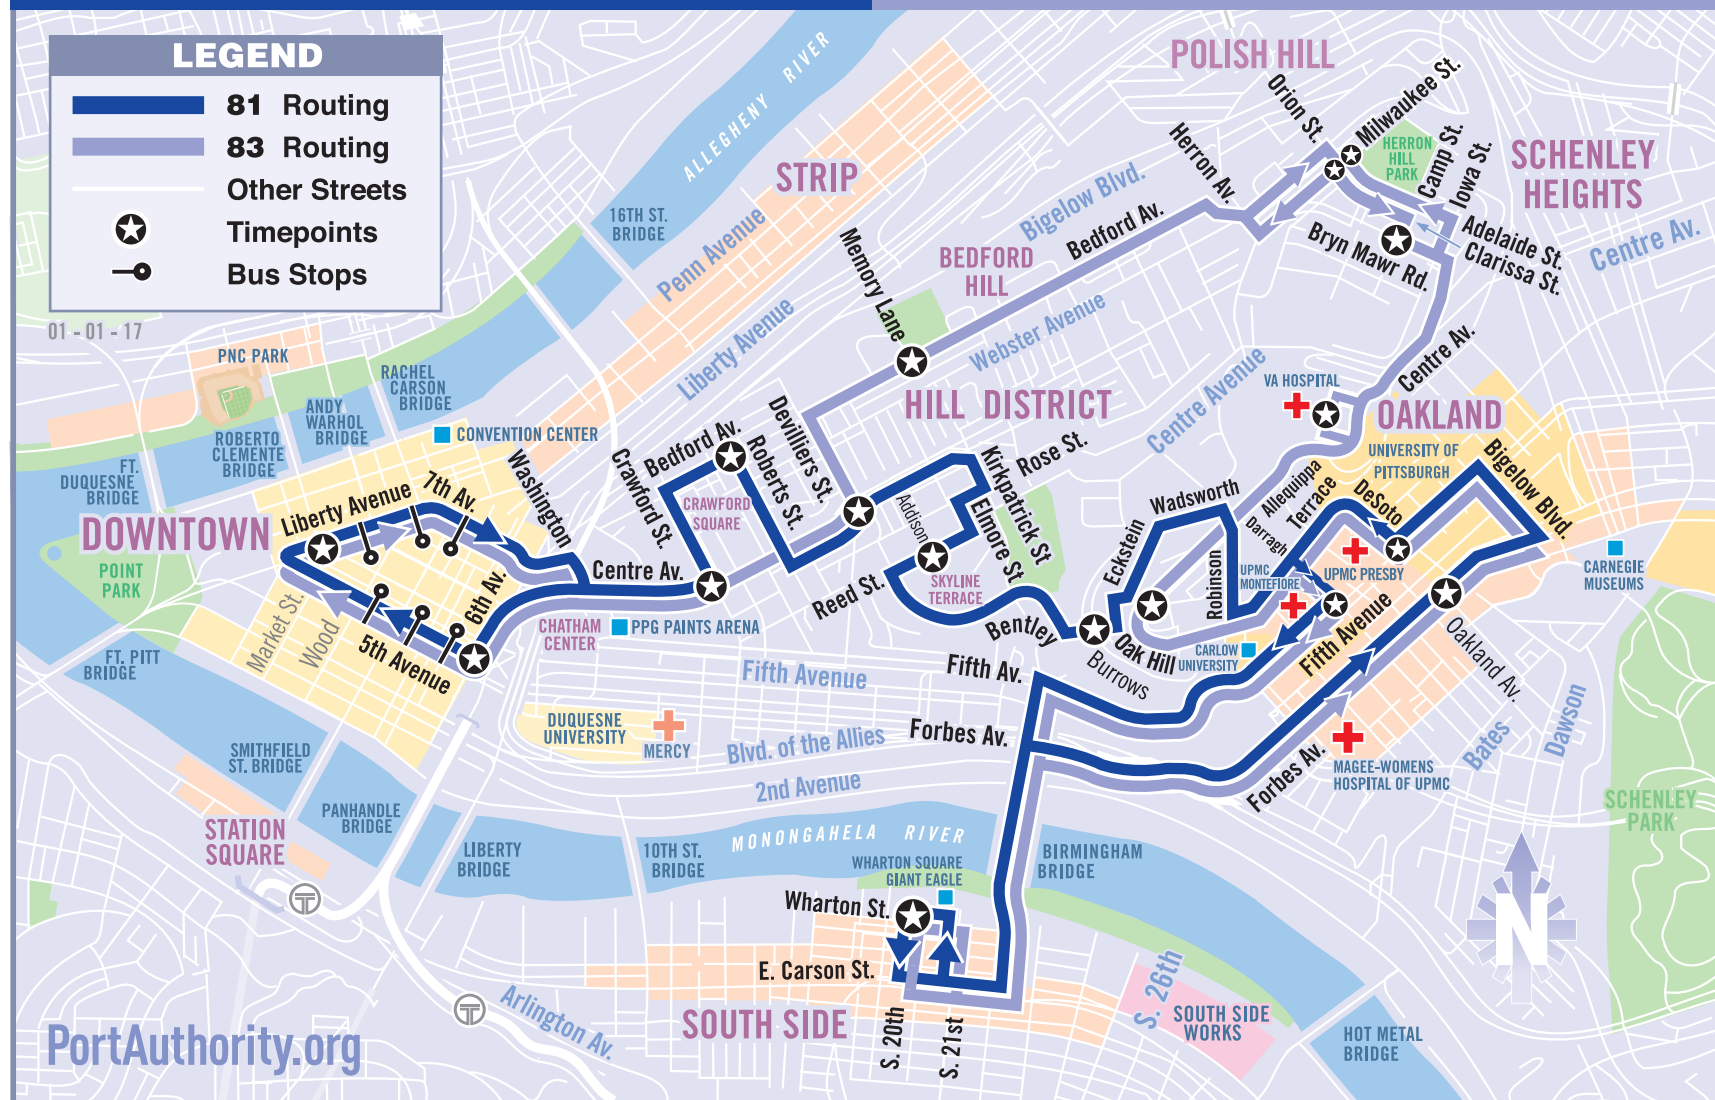 LEGEND
81 Routing
83 Routing
Other Streets
Timepoints
Bus Stops
01 - 01 - 17
ALLEGHENY RIVER
16TH ST.
BRIDGE
STRIP
Penn Avenue
Liberty Avenue
POLISH HILL
Orion St.
Milwaukee St.
HERRON
HILL
PARK
Camp St.
Iowa St.
SCHENLEY
HEIGHTS
Herron Av.
Bigelow Blvd.
Bedford Av.
Adelaide St.
Clarissa St.
Centre Av.
Bryn Mawr Rd.
Memory Lane
BEDFORD
HILL
Webster Avenue
Centre Avenue
Centre Av.
PNC PARK
RACHEL
CARSON
BRIDGE
ANDY
WARHOL
BRIDGE
ROBERTO
CLEMENTE
BRIDGE
FT.
DUQUESNE
BRIDGE
CONVENTION CENTER
HILL DISTRICT
VA HOSPITAL
OAKLAND
UNIVERSITY OF
PITTSBURGH
Devilliers St.
Bedford Av.
Roberts St.
Crawford St.
CRAWFORD
SQUARE
Washington
Kirkpatrick St
Rose St.
Elmore St.
Addison
Wadsworth
Allequippa
Terrace
DeSoto
Bigelow Blvd.
Darragh
DOWNTOWN
Liberty Avenue
7th Av.
POINT
PARK
Centre Av.
6th Av.
Market St.
Wood
5th Avenue
CHATHAM
CENTER
PPG PAINTS ARENA
Reed St.
SKYLINE
TERRACE
Bentley
Eckstein
Robinson
UPMC
MONTEFIORE
UPMC PRESBY
CARNEGIE
MUSEUMS
Oak Hill
Burrows
CARLOW
UNIVERSITY
Fifth Avenue
Oakland Av.
FT. PITT
BRIDGE
Fifth Avenue
Fifth Av.
Forbes Av.
DUQUESNE
UNIVERSITY
MERCY
Blvd. of the Allies
2nd Avenue
Forbes Av.
MAGEE-WOMENS
HOSPITAL OF UPMC
Bates
Dawson
SCHENLEY
PARK
SMITHFIELD
ST. BRIDGE
PANHANDLE
BRIDGE
STATION
SQUARE
LIBERTY
BRIDGE
10TH ST.
BRIDGE
MONONGAHELA RIVER
WHARTON SQUARE
GIANT EAGLE
BIRMINGHAM
BRIDGE
Wharton St.
E. Carson St.
SOUTH SIDE
S. 20th
S. 21st
S. 26th
SOUTH SIDE
WORKS
HOT METAL
BRIDGE
Arlington Av.
N
T
T
PortAuthority.org